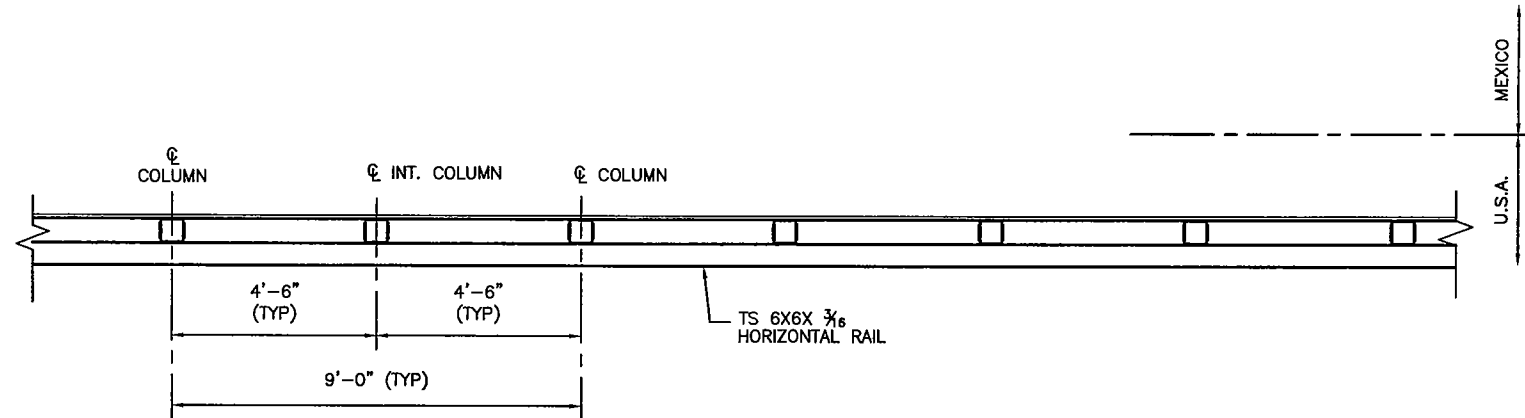 MEXICO
U.S.A.
℄
COLUMN
℄ INT. COLUMN
℄ COLUMN
4'-6"
(TYP)
4'-6"
(TYP)
TS 6X6X 3/16
HORIZONTAL RAIL
9'-0" (TYP)